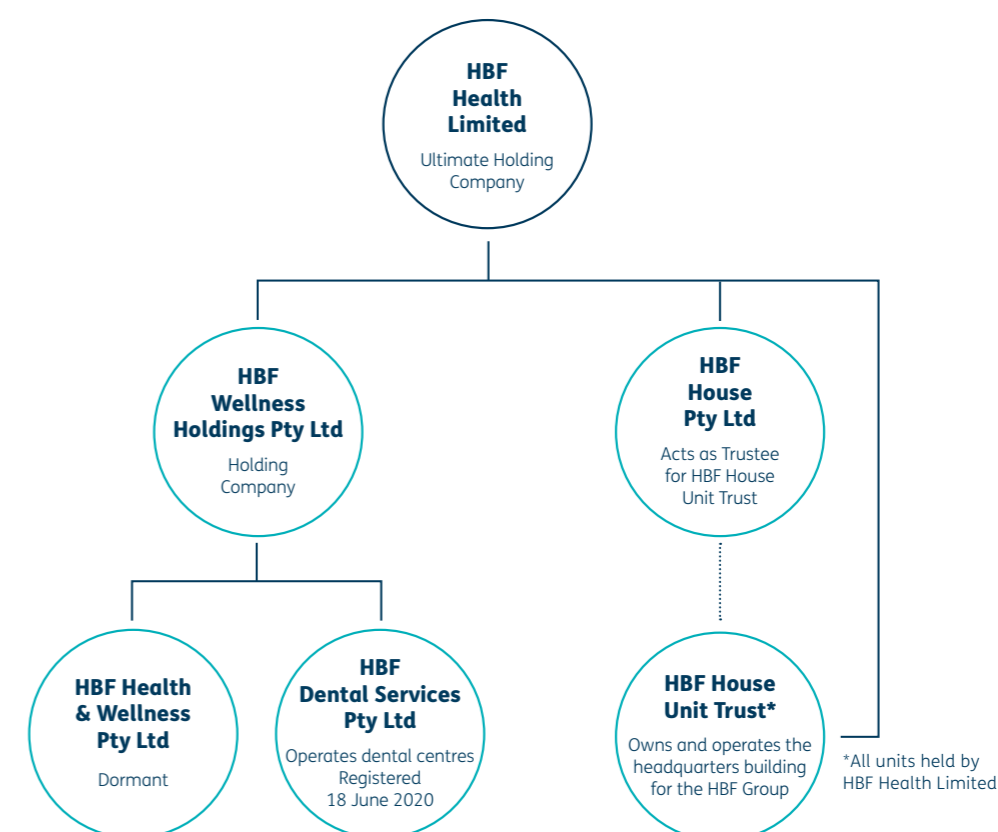 HBF
Health
Limited
Ultimate Holding
Company
HBF
Wellness
Holdings Pty Ltd
Holding
Company
HBF
House
Pty Ltd
Acts as Trustee
for HBF House
Unit Trust
HBF Health
& Wellness
Pty Ltd
Dormant
HBF
Dental Services
Pty Ltd
Operates dental centres
Registered
18 June 2020
HBF House
Unit Trust*
Owns and operates the
headquarters building
for the HBF Group
*All units held by
HBF Health Limited